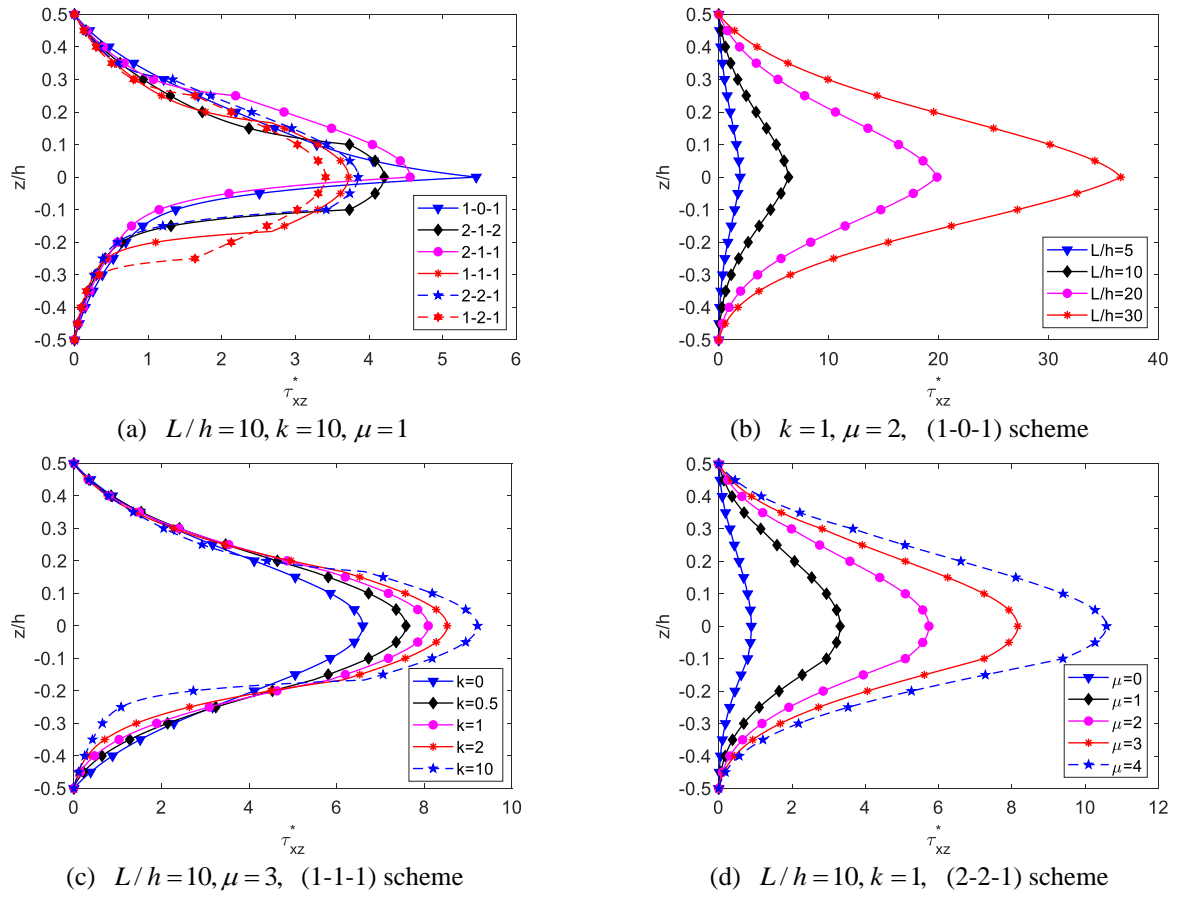 0.5
0.4
0.3
0.2
0.1
0
-0.1
-0.2
-0.3
-0.4
-0.5
z/h
0 1 2 3 4 5 6
τ*xz
1-0-1
2-1-2
2-1-1
1-1-1
2-2-1
1-2-1
(a) L/h=10, k=10, μ=1
0.5
0.4
0.3
0.2
0.1
0
-0.1
-0.2
-0.3
-0.4
-0.5
z/h
0 10 20 30 40
τ*xz
L/h=5
L/h=10
L/h=20
L/h=30
(b) k=1, μ=2, (1-0-1) scheme
0.5
0.4
0.3
0.2
0.1
0
-0.1
-0.2
-0.3
-0.4
-0.5
z/h
0 2 4 6 8 10
τ*xz
k=0
k=0.5
k=1
k=2
k=10
(c) L/h=10, μ=3, (1-1-1) scheme
0.5
0.4
0.3
0.2
0.1
0
-0.1
-0.2
-0.3
-0.4
-0.5
z/h
0 2 4 6 8 10 12
τ*xz
μ=0
μ=1
μ=2
μ=3
μ=4
(d) L/h=10, k=1, (2-2-1) scheme